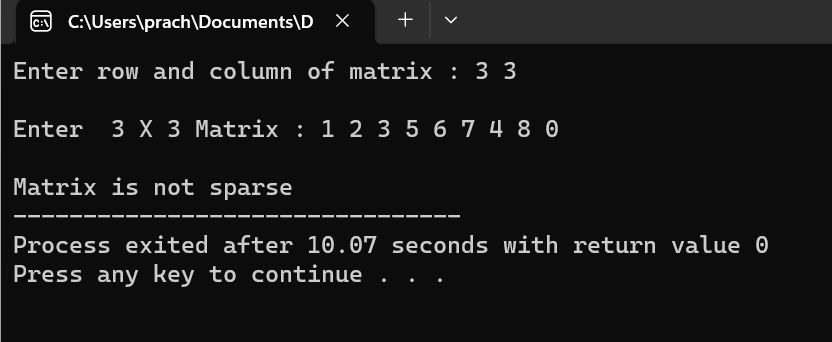 C:\Users\prach\Documents\D
Enter row and column of matrix : 3 3
Enter  3 X 3 Matrix : 1 2 3 5 6 7 4 8 0
Matrix is not sparse
--------------------------------
Process exited after 10.07 seconds with return value 0
Press any key to continue . . .